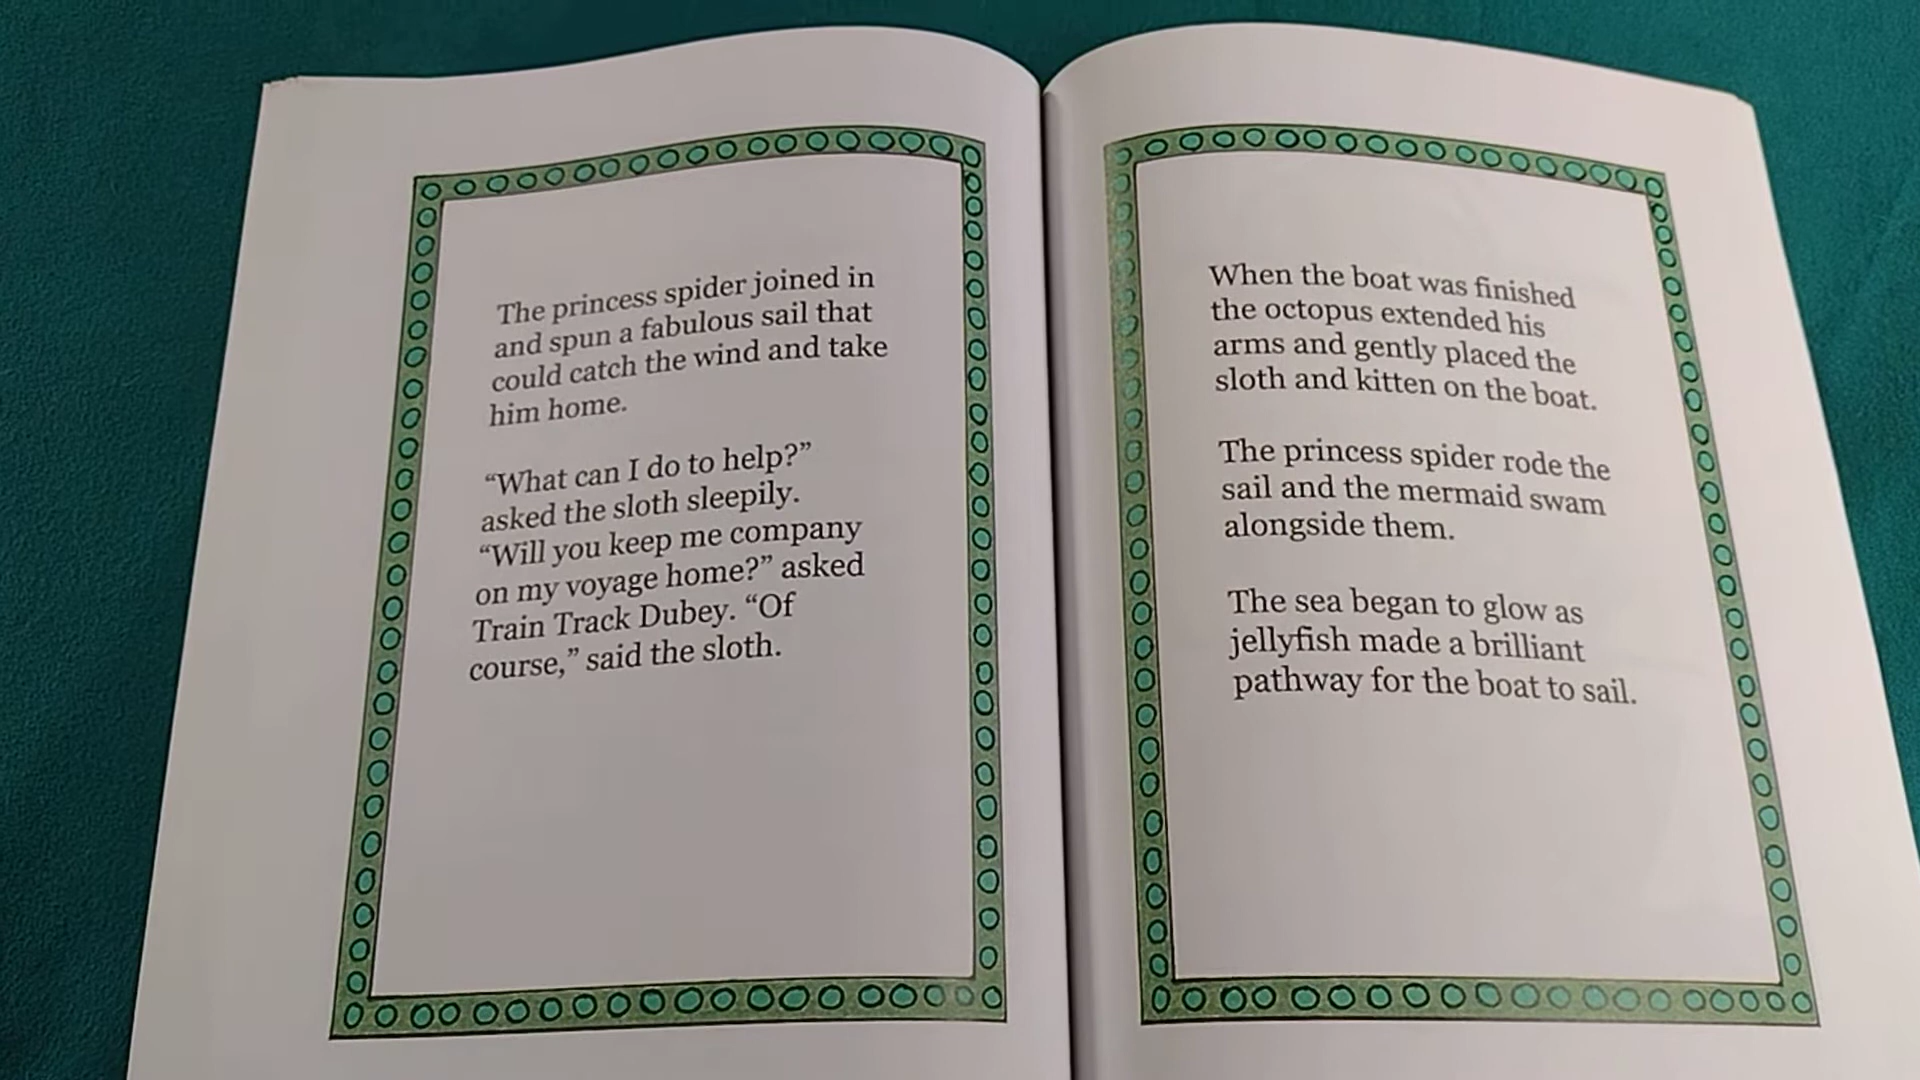 The princess spider joined in
and spun a fabulous sail that
could catch the wind and take
him home.
“What can I do to help?”
asked the sloth sleepily.
“Will you keep me company
on my voyage home?” asked
Train Track Dubey. “Of
course,” said the sloth.
When the boat was finished
the octopus extended his
arms and gently placed the
sloth and kitten on the boat.
The princess spider rode the
sail and the mermaid swam
alongside them.
The sea began to glow as
jellyfish made a brilliant
pathway for the boat to sail.